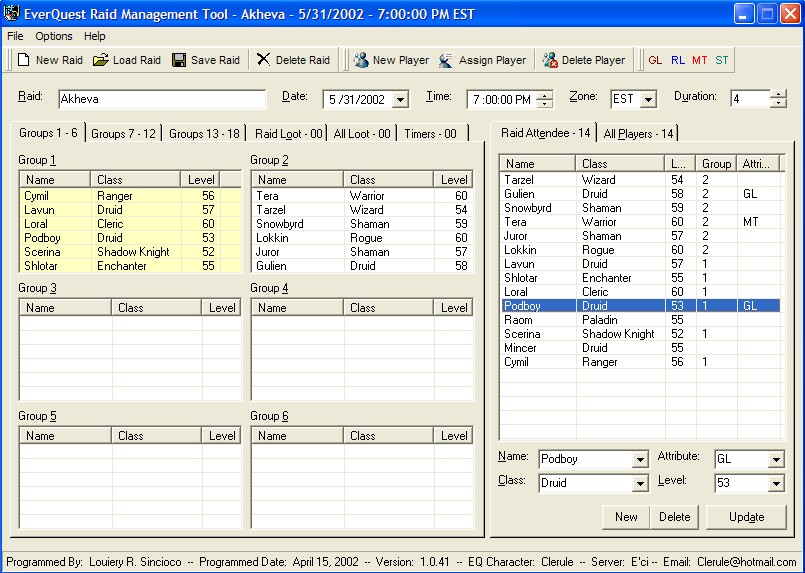 EverQuest Raid Management Tool - Akheva - 5/31/2002 - 7:00:00 PM EST
File Options Help
New Raid Load Raid Save Raid Delete Raid New Player Assign Player Delete Player GL RL MT ST
Raid: Akheva Date: 5 /31/2002 Time: 7 :00:00 PM Zone: EST Duration: 4
Groups 1 - 6 Groups 7 - 12 Groups 13 - 18 Raid Loot - 00 All Loot - 00 Timers - 00
Group 1
Name Class Level
Cymil Ranger 56
Lavun Druid 57
Loral Cleric 60
Podboy Druid 53
Scerina Shadow Knight 52
Shlotar Enchanter 55
Group 2
Name Class Level
Tera Warrior 60
Tarzel Wizard 54
Snowbyrd Shaman 59
Lokkin Rogue 60
Juror Shaman 57
Gulien Druid 58
Group 3
Name Class Level
Group 4
Name Class Level
Group 5
Name Class Level
Group 6
Name Class Level
Raid Attendee - 14 All Players - 14
Name Class L... Group Attri...
Tarzel Wizard 54 2
Gulien Druid 58 2 GL
Snowbyrd Shaman 59 2
Tera Warrior 60 2 MT
Juror Shaman 57 2
Lokkin Rogue 60 2
Lavun Druid 57 1
Shlotar Enchanter 55 1
Loral Cleric 60 1
Podboy Druid 53 1 GL
Raom Paladin 55
Scerina Shadow Knight 52 1
Mincer Druid 55
Cymil Ranger 56 1
Name: Podboy Attribute: GL
Class: Druid Level: 53
New Delete Update
Programmed By: Louiery R. Sincioco -- Programmed Date: April 15, 2002 -- Version: 1.0.41 -- EQ Character: Clerule -- Server: E'ci -- Email: Clerule@hotmail.com